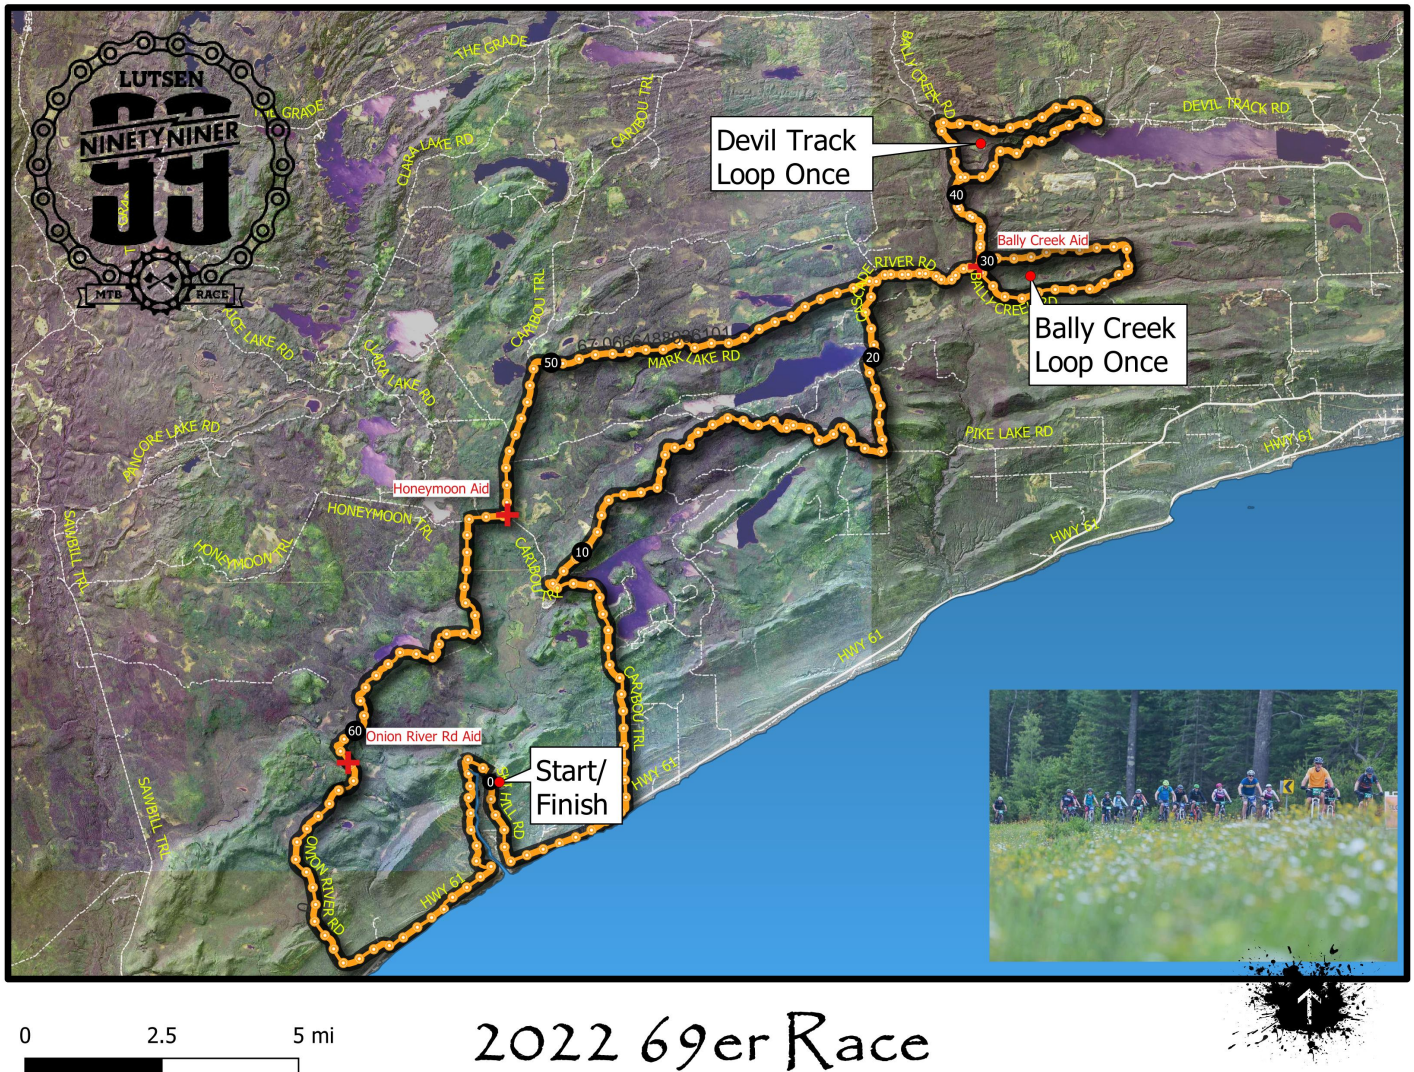 LUTSEN
99
NINETY NINER
MTB
RACE
THE GRADE
THE GRADE
CLARA LAKE RD
CARIBOU TRL
BALLY CREEK RD
DEVIL TRACK RD
Devil Track
Loop Once
40
Bally Creek Aid
30
CASCADE RIVER RD
BALLY CREEK RD
Bally Creek
Loop Once
CARIBOU TRL
CLARA LAKE RD
50
MARK LAKE RD
20
PIKE LAKE RD
HWY 61
Honeymoon Aid
HONEYMOON TRL
HONEYMOON TRL
SAWBILL TRL
CARIBOU TRL
10
HWY 61
HWY 61
CARIBOU TRL
60
Onion River Rd Aid
0
Start/
Finish
HWY 61
SAWBILL TRL
ONION RIVER RD
HWY 61
0
2.5
5 mi
2022 69er Race